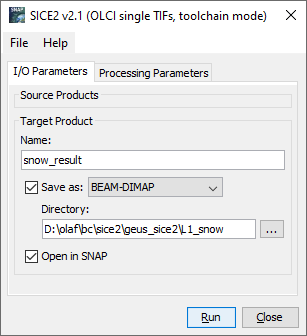 SNAP
SICE2 v2.1 (OLCI single TIFs, toolchain mode)
File Help
I/O Parameters Processing Parameters
Source Products
Target Product
Name:
snow_result
Save as: BEAM-DIMAP
Directory:
D:\olaf\bc\sice2\geus_sice2\L1_snow ...
Open in SNAP
Run Close